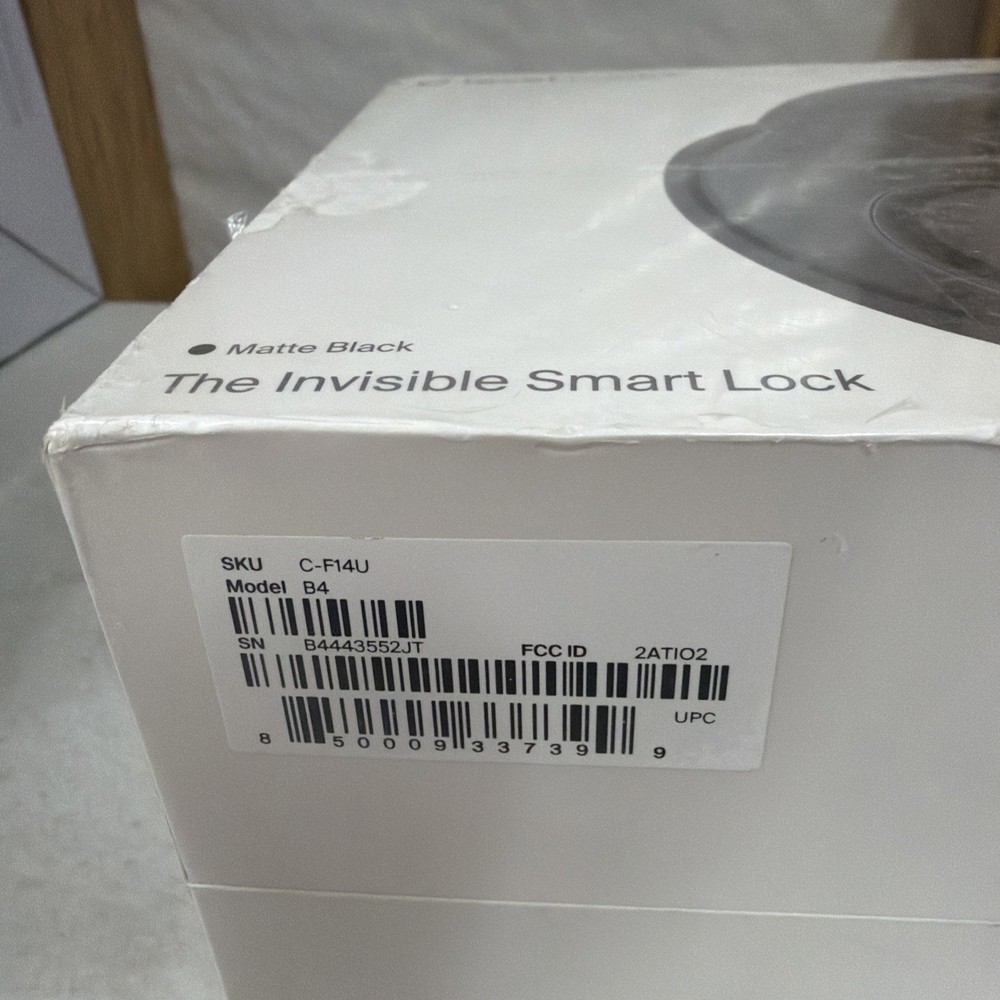 Matte Black
The Invisible Smart Lock
SKU C-F14U
Model B4
SN B4443552JT FCC ID 2ATIO2
UPC
8 50009 33739 9